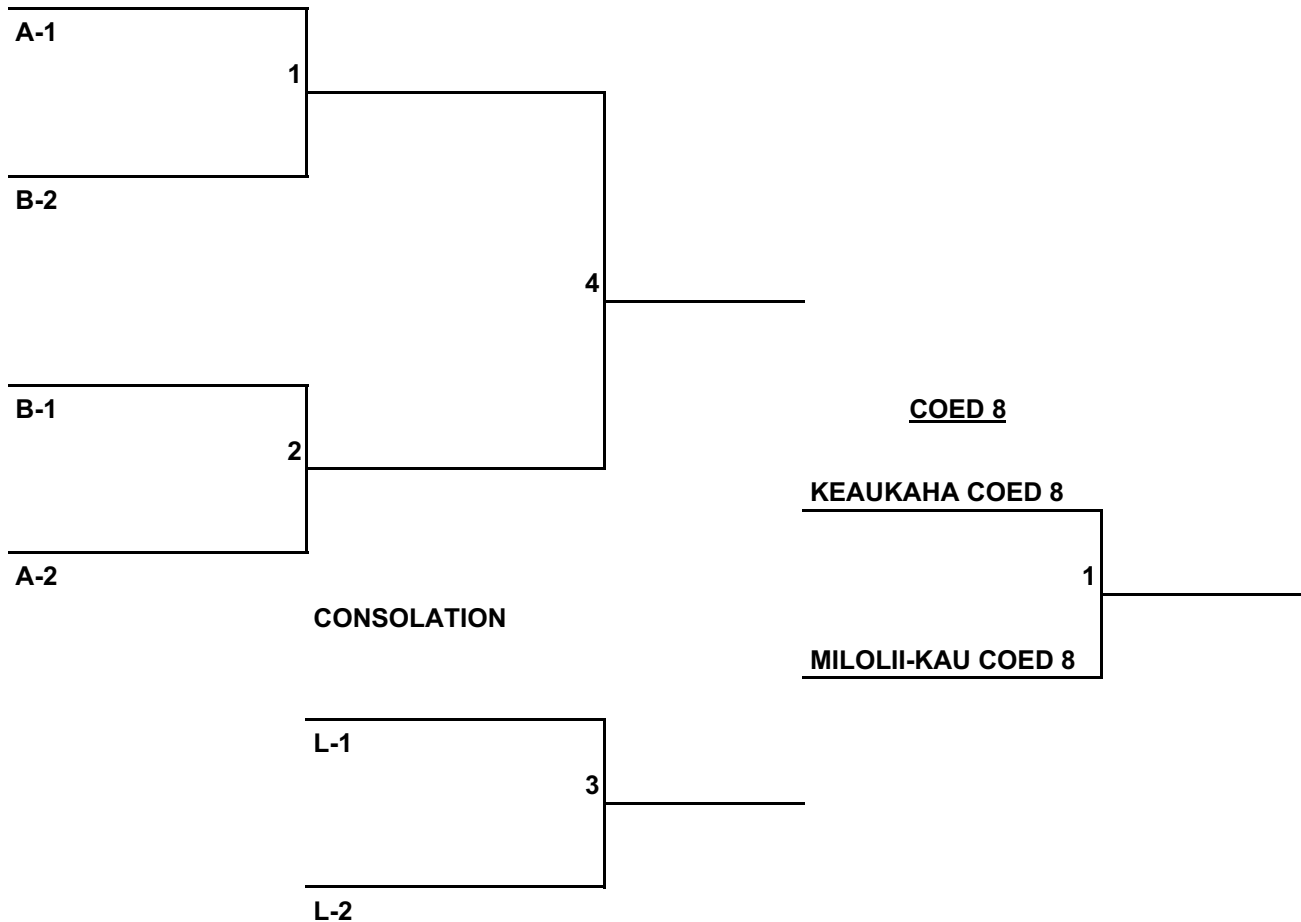 A-1
1
B-2
4
B-1
COED 8
2
KEAUKAHA COED 8
A-2
1
CONSOLATION
MILOLII-KAU COED 8
L-1
3
L-2